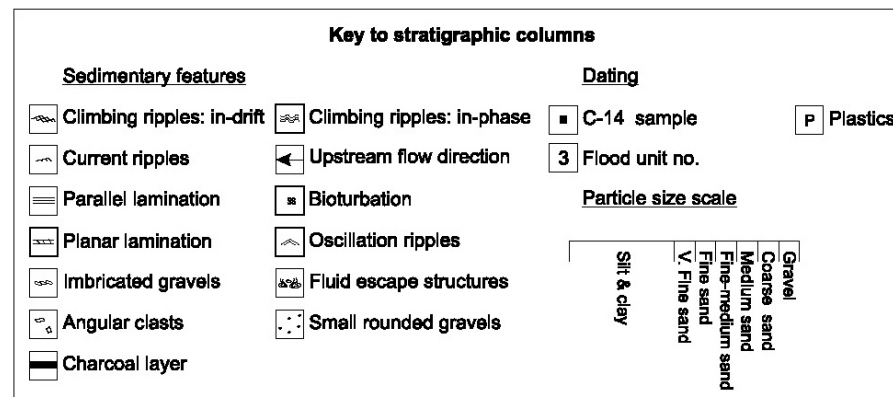 Key to stratigraphic columns
Sedimentary features
Climbing ripples: in-drift
Current ripples
Parallel lamination
Planar lamination
Imbricated gravels
Angular clasts
Charcoal layer
Climbing ripples: in-phase
Upstream flow direction
Bioturbation
Oscillation ripples
Fluid escape structures
Small rounded gravels
Dating
C-14 sample
P Plastics
3 Flood unit no.
Particle size scale
Silt & clay
V. Fine sand
Fine sand
Fine-medium sand
Medium sand
Coarse sand
Gravel